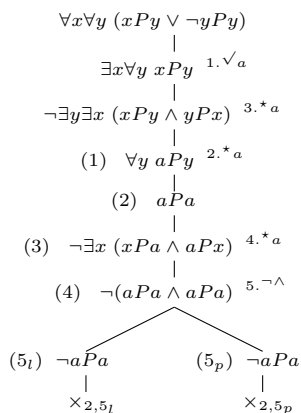 ∀x∀y (xPy ∨ ¬yPy)
∃x∀y xPy 1.√a
¬∃y∃x (xPy ∧ yPx) 3.⋆a
(1) ∀y aPy 2.⋆a
(2) aPa
(3) ¬∃x (xPa ∧ aPx) 4.⋆a
(4) ¬(aPa ∧ aPa) 5.¬∧
(5l) ¬aPa (5p) ¬aPa
×2,5l ×2,5p